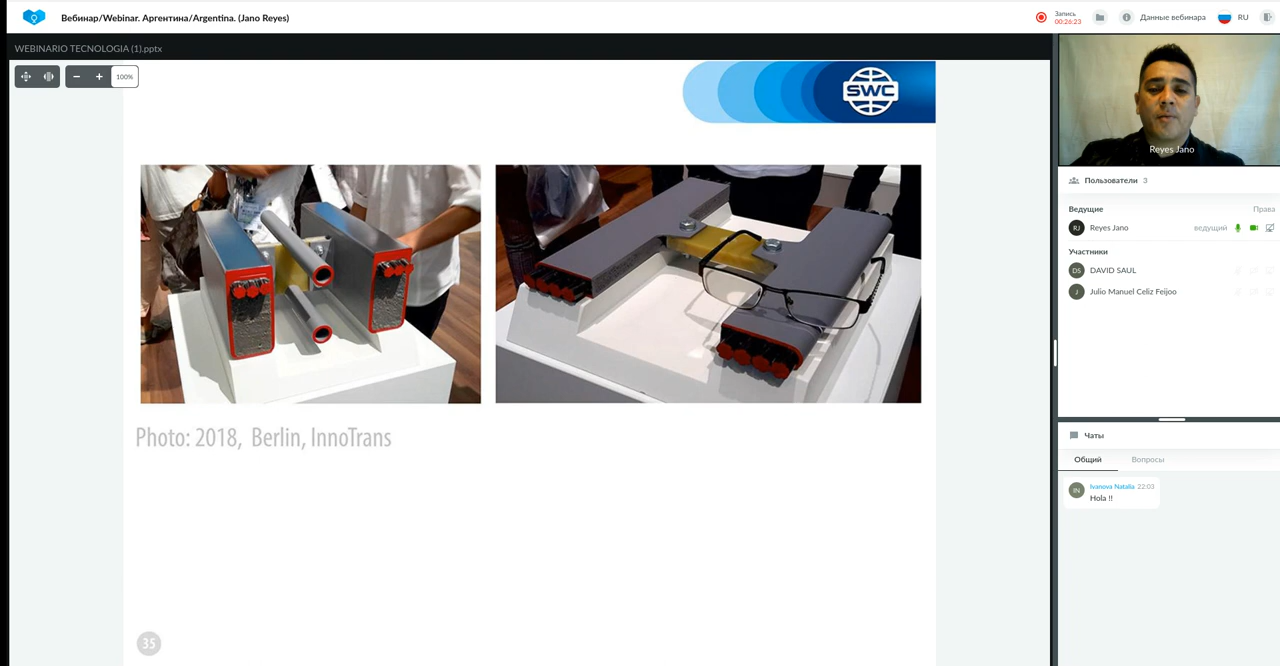 Вебинар/Webinar. Аргентина/Argentina. (Jano Reyes)
Запись
00:26:23
Данные вебинара
RU
WEBINARIO TECNOLOGIA (1).pptx
100%
SWC
Photo: 2018, Berlin, InnoTrans
35
Reyes Jano
Пользователи 3
Ведущие Права
RJ Reyes Jano ведущий
Участники
DS DAVID SAUL
J Julio Manuel Celiz Feijoo
Чаты
Общий Вопросы
IN Ivanova Natalia 22:03
Hola !!